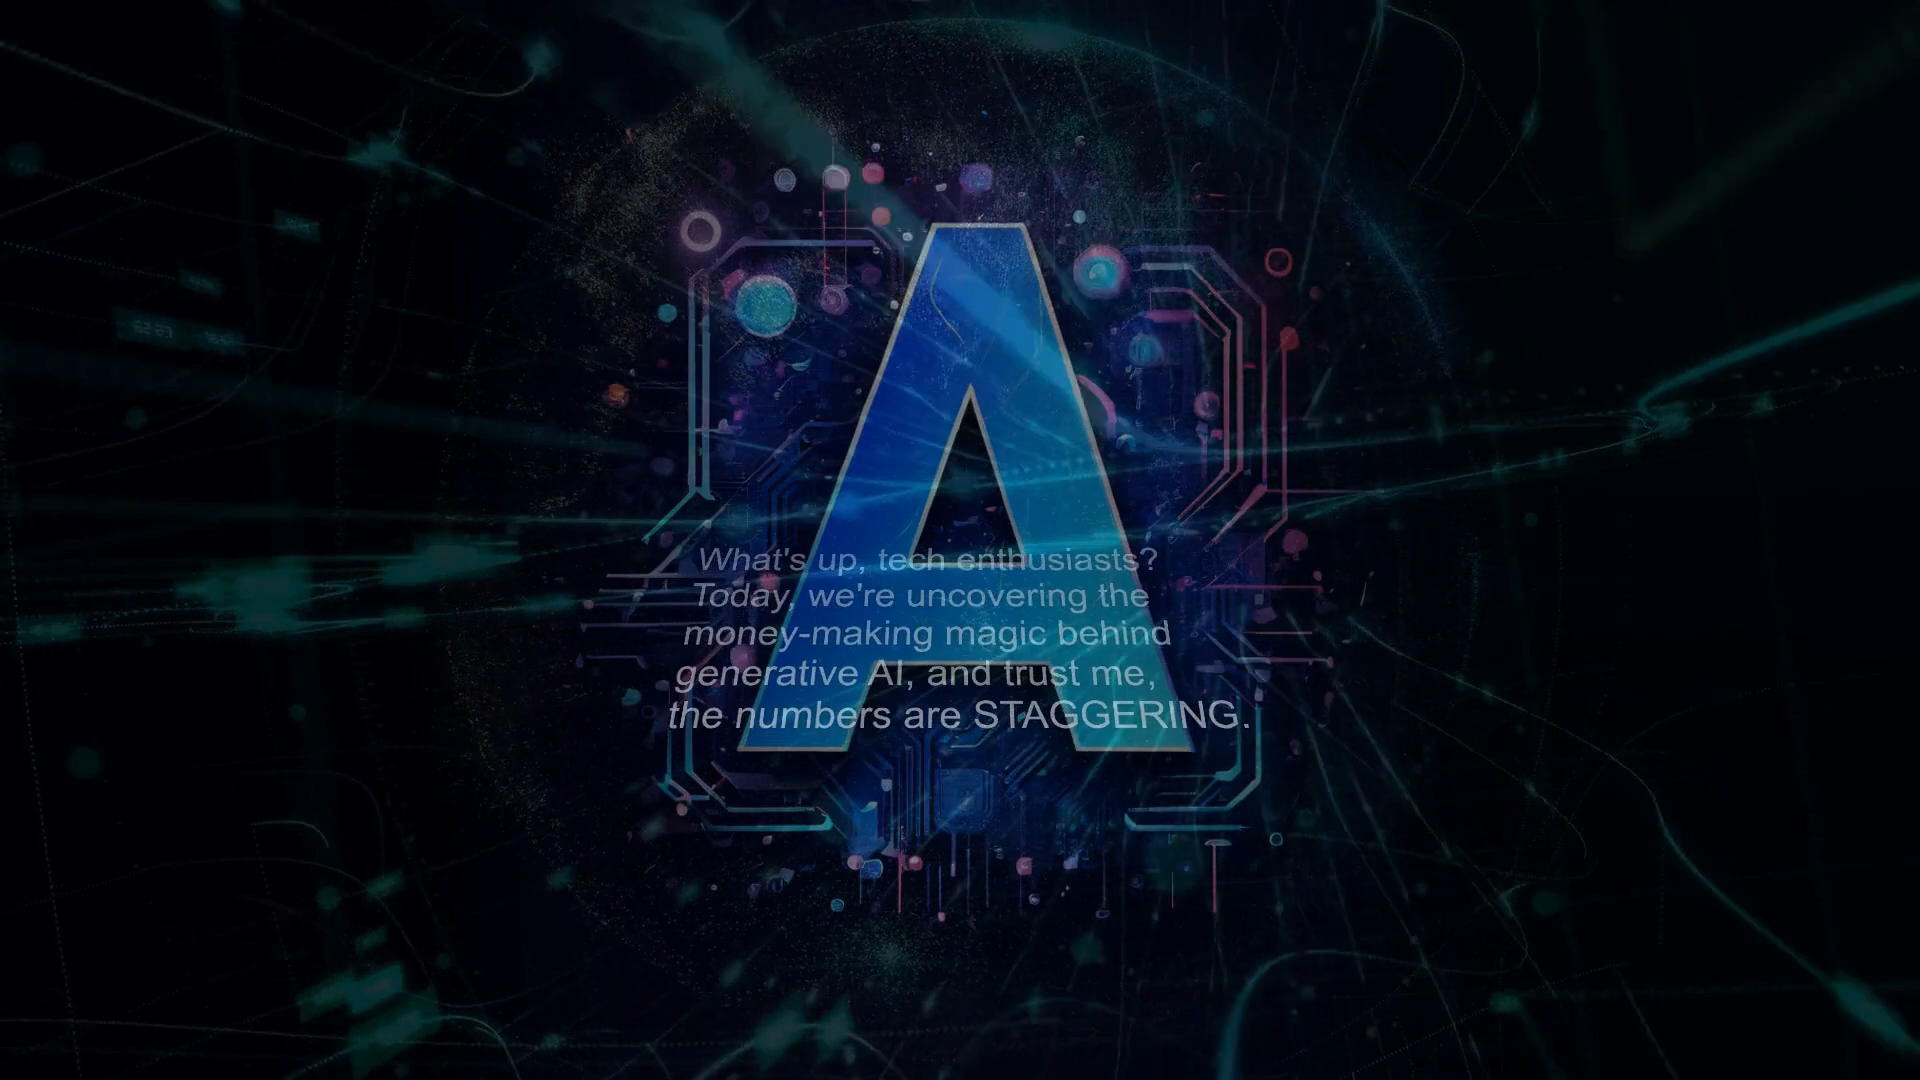 A
What's up, tech enthusiasts?
Today, we're uncovering the
money-making magic behind
generative AI, and trust me,
the numbers are STAGGERING.